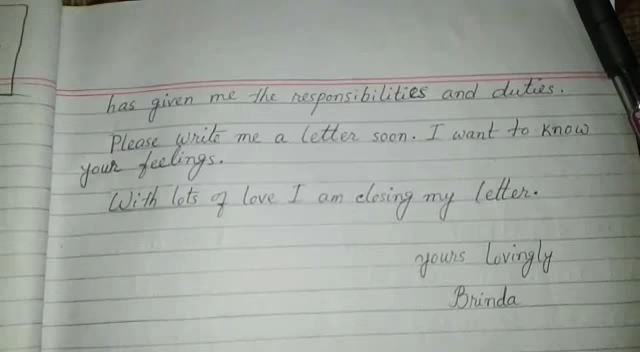 has given me the responsibilities and duties.
Please write me a letter soon. I want to know
your feelings.
With lots of love I am closing my letter.
yours lovingly
Brinda